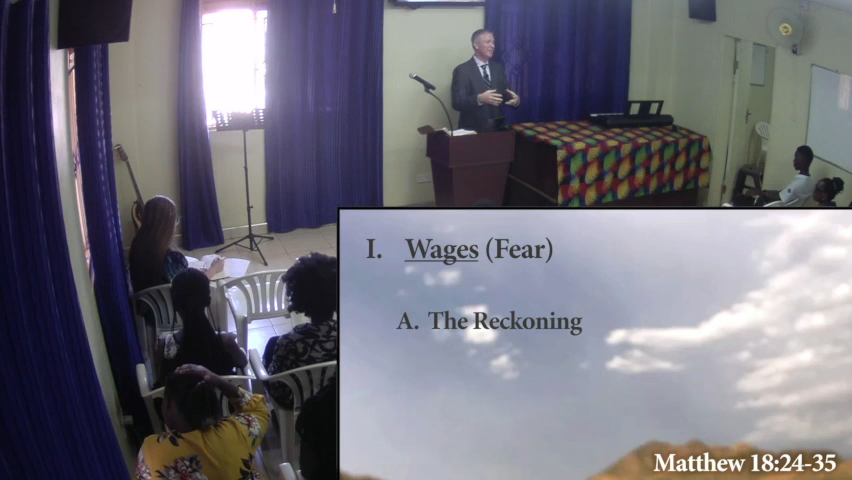 I. Wages (Fear)
A. The Reckoning
Matthew 18:24-35